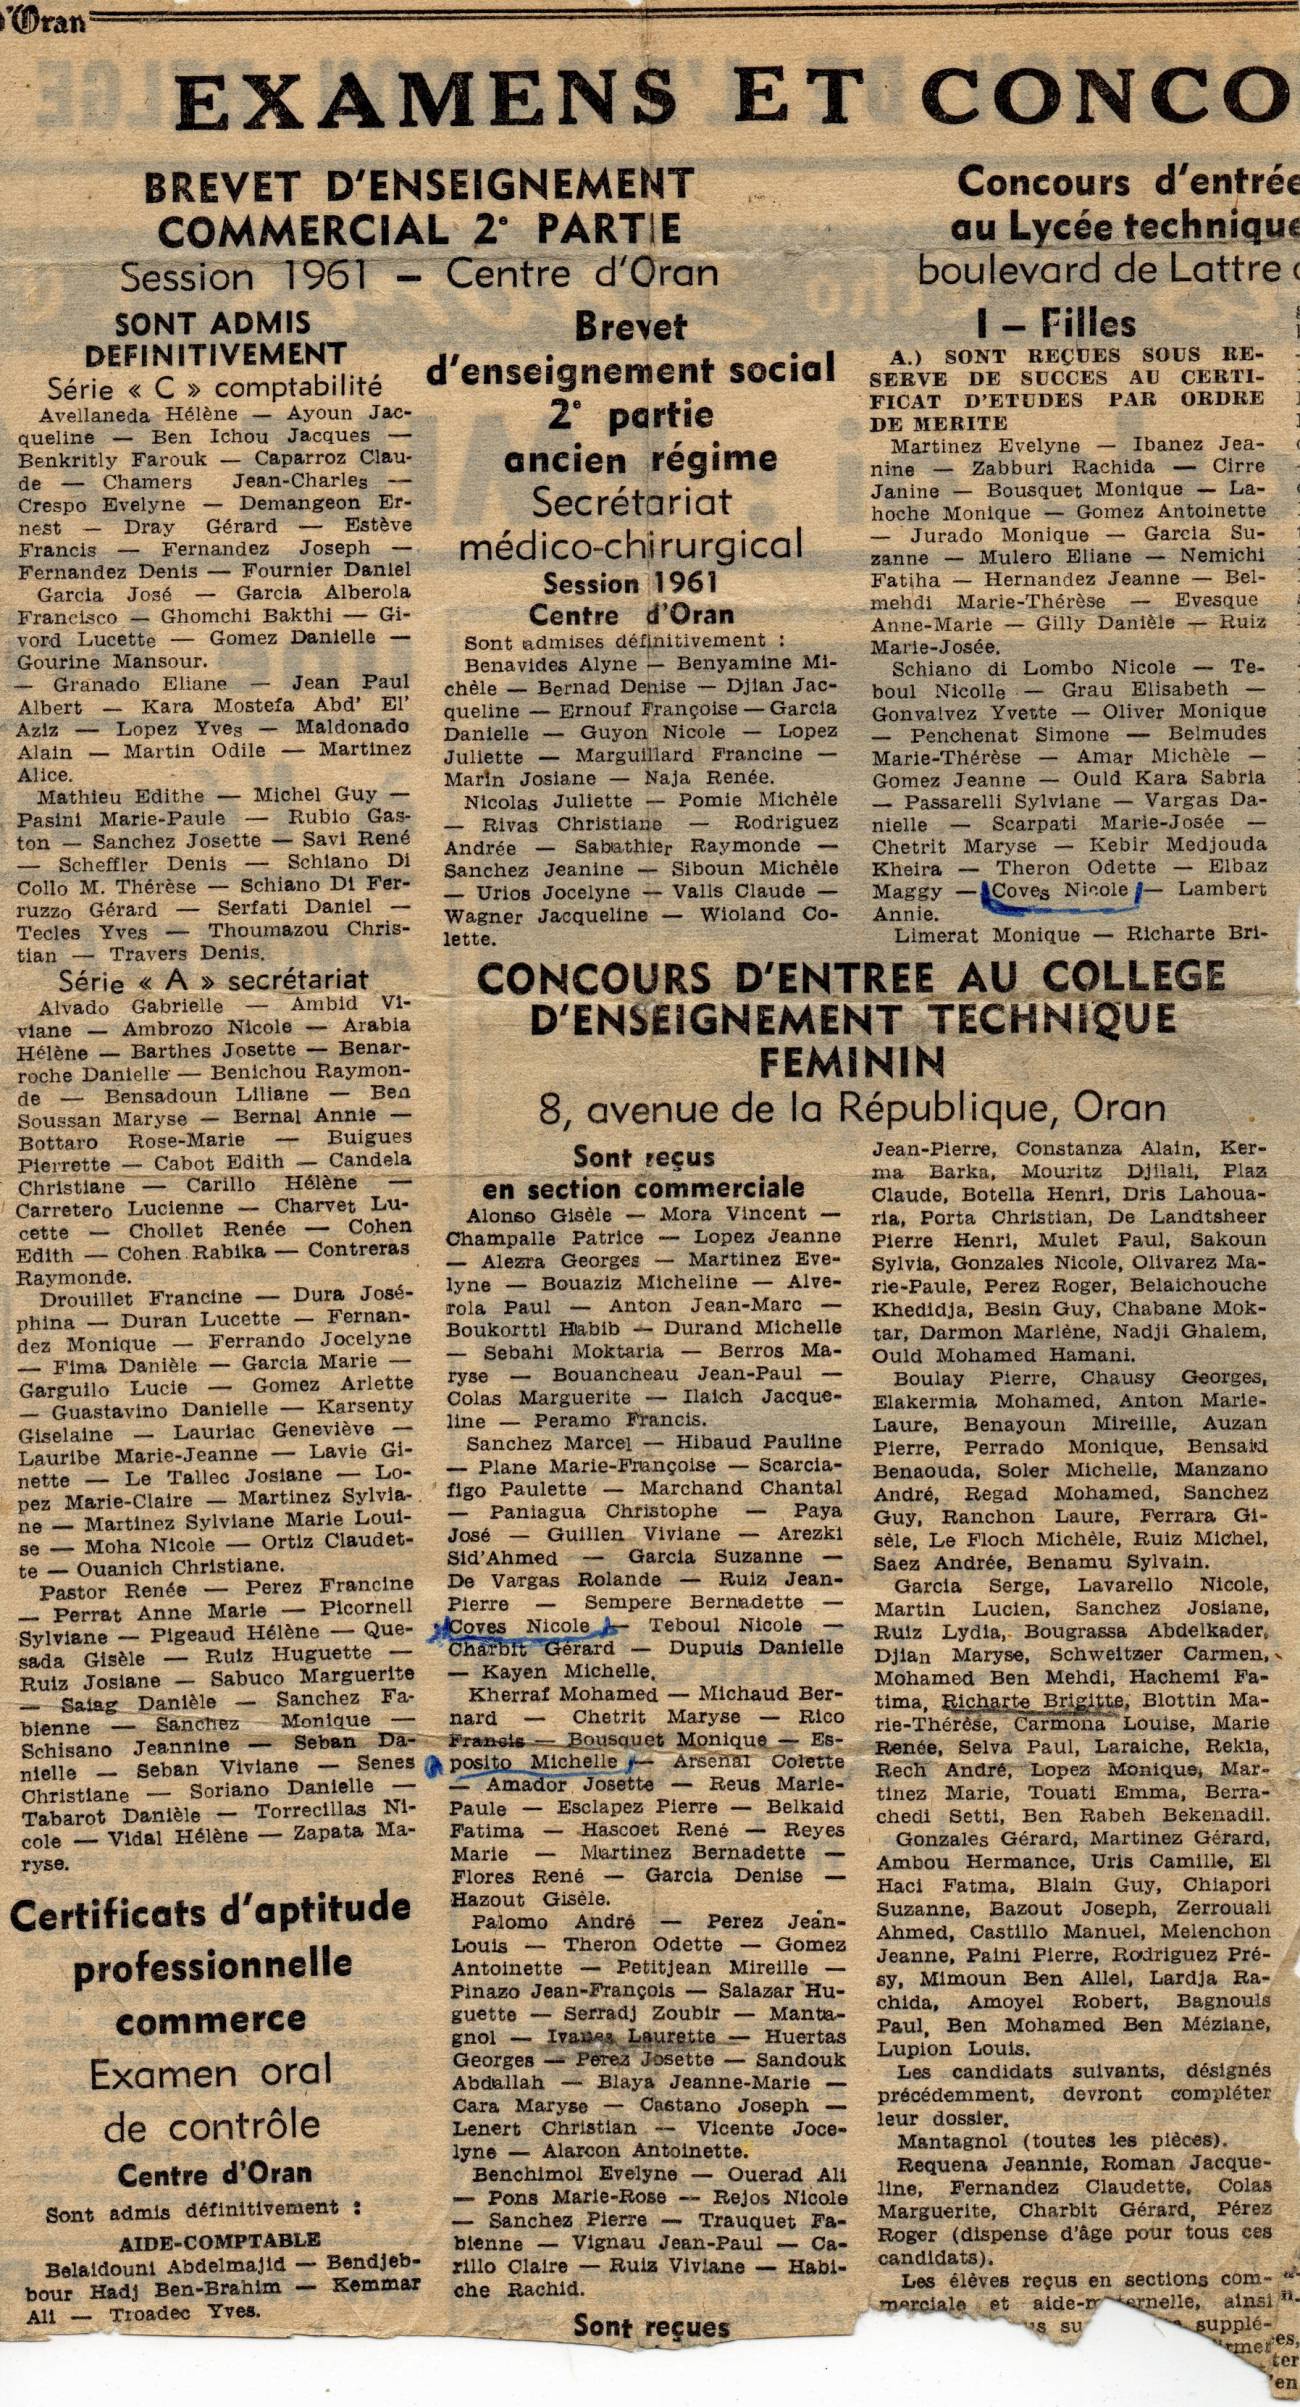 d'Oran
EXAMENS ET CONCO
BREVET D'ENSEIGNEMENT
COMMERCIAL 2° PARTIE
Session 1961 — Centre d'Oran
SONT ADMIS
DEFINITIVEMENT
Série « C » comptabilité
Avellaneda Hélène — Ayoun Jac-
queline — Ben Ichou Jacques —
Benkritly Farouk — Caparroz Clau-
de — Chamers Jean-Charles —
Crespo Evelyne — Demangeon Er-
nest — Dray Gérard — Estève
Francis — Fernandez Joseph —
Fernandez Denis — Fournier Daniel
Garcia José — Garcia Alberola
Francisco — Ghomchi Bakthi — Gi-
vord Lucette — Gomez Danielle —
Gourine Mansour.
— Granado Eliane — Jean Paul
Albert — Kara Mostefa Abd' El'
Aziz — Lopez Yves — Maldonado
Alain — Martin Odile — Martinez
Alice.
Mathieu Edithe — Michel Guy —
Pasini Marie-Paule — Rubio Gas-
ton — Sanchez Josette — Savi René
— Scheffler Denis — Schiano Di
Collo M. Thérèse — Schiano Di Fer-
ruzzo Gérard — Serfati Daniel —
Tecles Yves — Thoumazou Chris-
tian — Travers Denis.
Série « A » secrétariat
Alvado Gabrielle — Ambid Vi-
viane — Ambrozo Nicole — Arabia
Hélène — Barthes Josette — Benar-
roche Danielle — Benichou Raymon-
de — Bensadoun Liliane — Ben
Soussan Maryse — Bernal Annie —
Bottaro Rose-Marie — Buigues
Pierrette — Cabot Edith — Candela
Christiane — Carillo Hélène —
Carretero Lucienne — Charvet Lu-
cette — Chollet Renée — Cohen
Edith — Cohen Rabika — Contreras
Raymonde.
Drouillet Francine — Dura José-
phina — Duran Lucette — Fernan-
dez Monique — Ferrando Jocelyne
— Fima Danièle — Garcia Marie —
Garguilo Lucie — Gomez Arlette
— Guastavino Danielle — Karsenty
Giselaine — Lauriac Geneviève —
Lauribe Marie-Jeanne — Lavie Gi-
nette — Le Tallec Josiane — Lo-
pez Marie-Claire — Martinez Sylvia-
ne — Martinez Sylviane Marie Loui-
se — Moha Nicole — Ortiz Claudet-
te — Ouanich Christiane.
Pastor Renée — Perez Francine
— Perrat Anne Marie — Picornell
Sylviane — Pigeaud Hélène — Que-
sada Gisèle — Ruiz Huguette —
Ruiz Josiane — Sabuco Marguerite
— Saiag Danièle — Sanchez Fa-
bienne — Sanchez Monique —
Schisano Jeannine — Seban Da-
nielle — Seban Viviane — Senes
Christiane — Soriano Danielle —
Tabarot Danièle — Torrecillas Ni-
cole — Vidal Hélène — Zapata Ma-
ryse.
Certificats d'aptitude
professionnelle
commerce
Examen oral
de contrôle
Centre d'Oran
Sont admis définitivement :
AIDE-COMPTABLE
Belaidouni Abdelmajid — Bendjeb-
bour Hadj Ben-Brahim — Kemmar
Ali — Troadec Yves.
Brevet
d'enseignement social
2° partie
ancien régime
Secrétariat
médico-chirurgical
Session 1961
Centre d'Oran
Sont admises définitivement :
Benavides Alyne — Benyamine Mi-
chèle — Bernad Denise — Djian Jac-
queline — Ernouf Françoise — Garcia
Danielle — Guyon Nicole — Lopez
Juliette — Marguillard Francine —
Marin Josiane — Naja Renée.
Nicolas Juliette — Pomie Michèle
— Rivas Christiane — Rodriguez
Andrée — Sabathier Raymonde —
Sanchez Jeanine — Siboun Michèle
— Urios Jocelyne — Valls Claude —
Wagner Jacqueline — Wioland Co-
lette.
Concours d'entrée
au Lycée technique
boulevard de Lattre
I — Filles
A.) SONT REÇUES SOUS RE-
SERVE DE SUCCES AU CERTI-
FICAT D'ETUDES PAR ORDRE
DE MERITE
Martinez Evelyne — Ibanez Jea-
nine — Zabburi Rachida — Cirre
Janine — Bousquet Monique — La-
hoche Monique — Gomez Antoinette
— Jurado Monique — Garcia Su-
zanne — Mulero Eliane — Nemichi
Fatiha — Hernandez Jeanne — Bel-
mehdi Marie-Thérèse — Evesque
Anne-Marie — Gilly Danièle — Ruiz
Marie-Josée.
Schiano di Lombo Nicole — Te-
boul Nicolle — Grau Elisabeth —
Gonvalvez Yvette — Oliver Monique
— Penchenat Simone — Belmudes
Marie-Thérèse — Amar Michèle —
Gomez Jeanne — Ould Kara Sabria
— Passarelli Sylviane — Vargas Da-
nielle — Scarpati Marie-Josée —
Chetrit Maryse — Kebir Medjouda
Kheira — Theron Odette — Elbaz
Maggy — Coves Nicole — Lambert
Annie.
Limerat Monique — Richarte Bri-
CONCOURS D'ENTREE AU COLLEGE
D'ENSEIGNEMENT TECHNIQUE
FEMININ
8, avenue de la République, Oran
Sont reçus
en section commerciale
Alonso Gisèle — Mora Vincent —
Champalle Patrice — Lopez Jeanne
— Alezra Georges — Martinez Eve-
lyne — Bouaziz Micheline — Alve-
rola Paul — Anton Jean-Marc —
Boukorttl Habib — Durand Michelle
— Sebahi Moktaria — Berros Ma-
ryse — Bouancheau Jean-Paul —
Colas Marguerite — Ilaich Jacque-
line — Peramo Francis.
Sanchez Marcel — Hibaud Pauline
— Plane Marie-Françoise — Scarcia-
figo Paulette — Marchand Chantal
— Paniagua Christophe — Paya
José — Guillen Viviane — Arezki
Sid'Ahmed — Garcia Suzanne —
De Vargas Rolande — Ruiz Jean-
Pierre — Sempere Bernadette —
Coves Nicole — Teboul Nicole —
Charbit Gérard — Dupuis Danielle
— Kayen Michelle.
Kherraf Mohamed — Michaud Ber-
nard — Chetrit Maryse — Rico
Francis — Bousquet Monique — Es-
posito Michelle — Arsenal Colette
— Amador Josette — Reus Marie-
Paule — Esclapez Pierre — Belkaid
Fatima — Hascoet René — Reyes
Marie — Martinez Bernadette —
Flores René — Garcia Denise —
Hazout Gisèle.
Palomo André — Perez Jean-
Louis — Theron Odette — Gomez
Antoinette — Petitjean Mireille —
Pinazo Jean-François — Salazar Hu-
guette — Serradj Zoubir — Manta-
gnol — Ivanes Laurette — Huertas
Georges — Perez Josette — Sandouk
Abdallah — Blaya Jeanne-Marie —
Cara Maryse — Castano Joseph —
Lenert Christian — Vicente Joce-
lyne — Alarcon Antoinette.
Benchimol Evelyne — Ouerad Ali
— Pons Marie-Rose — Rejos Nicole
— Sanchez Pierre — Trauquet Fa-
bienne — Vignau Jean-Paul — Ca-
rillo Claire — Ruiz Viviane — Habi-
che Rachid.
Sont reçues
Jean-Pierre, Constanza Alain, Ker-
ma Barka, Mouritz Djilali, Plaz
Claude, Botella Henri, Dris Lahoua-
ria, Porta Christian, De Landtsheer
Pierre Henri, Mulet Paul, Sakoun
Sylvia, Gonzales Nicole, Olivarez Ma-
rie-Paule, Perez Roger, Belaichouche
Khedidja, Besin Guy, Chabane Mok-
tar, Darmon Marlène, Nadji Ghalem,
Ould Mohamed Hamani.
Boulay Pierre, Chausy Georges,
Elakermia Mohamed, Anton Marie-
Laure, Benayoun Mireille, Auzan
Pierre, Perrado Monique, Bensaid
Benaouda, Soler Michelle, Manzano
André, Regad Mohamed, Sanchez
Guy, Ranchon Laure, Ferrara Gi-
sèle, Le Floch Michèle, Ruiz Michel,
Saez Andrée, Benamu Sylvain.
Garcia Serge, Lavarello Nicole,
Martin Lucien, Sanchez Josiane,
Ruiz Lydia, Bougrassa Abdelkader,
Djian Maryse, Schweitzer Carmen,
Mohamed Ben Mehdi, Hachemi Fa-
tima, Richarte Brigitte, Blottin Ma-
rie-Thérèse, Carmona Louise, Marie
Renée, Selva Paul, Laraiche, Rekia,
Rech André, Lopez Monique, Mar-
tinez Marie, Touati Emma, Berra-
chedi Setti, Ben Rabeh Bekenadil.
Gonzales Gérard, Martinez Gérard,
Ambou Hermance, Uris Camille, El
Haci Fatma, Blain Guy, Chiapori
Suzanne, Bazout Joseph, Zerrouali
Ahmed, Castillo Manuel, Melenchon
Jeanne, Paini Pierre, Rodriguez Pré-
sy, Mimoun Ben Allel, Lardja Ra-
chida, Amoyel Robert, Bagnouls
Paul, Ben Mohamed Ben Méziane,
Lupion Louis.
Les candidats suivants, désignés
précédemment, devront compléter
leur dossier.
Mantagnol (toutes les pièces).
Requena Jeannie, Roman Jacque-
line, Fernandez Claudette, Colas
Marguerite, Charbit Gérard, Pérez
Roger (dispense d'âge pour tous ces
candidats).
Les élèves reçus en sections com-
merciale et aide-maternelle, ainsi
supplé-